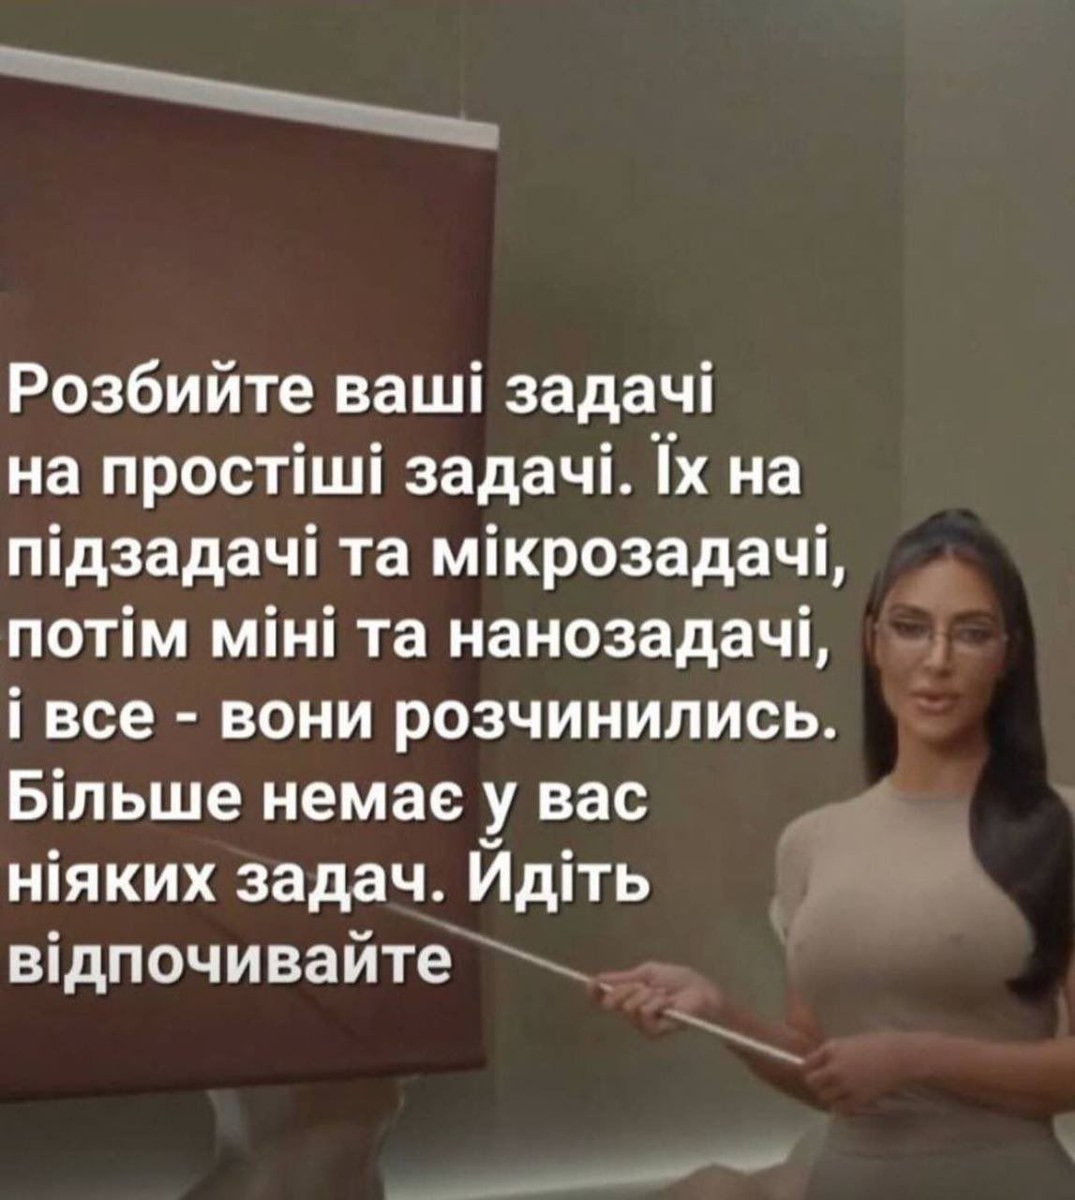 Розбийте ваші задачі
на простіші задачі. Їх на
підзадачі та мікрозадачі,
потім міні та нанозадачі,
і все - вони розчинились.
Більше немає у вас
ніяких задач. Йдіть
відпочивайте